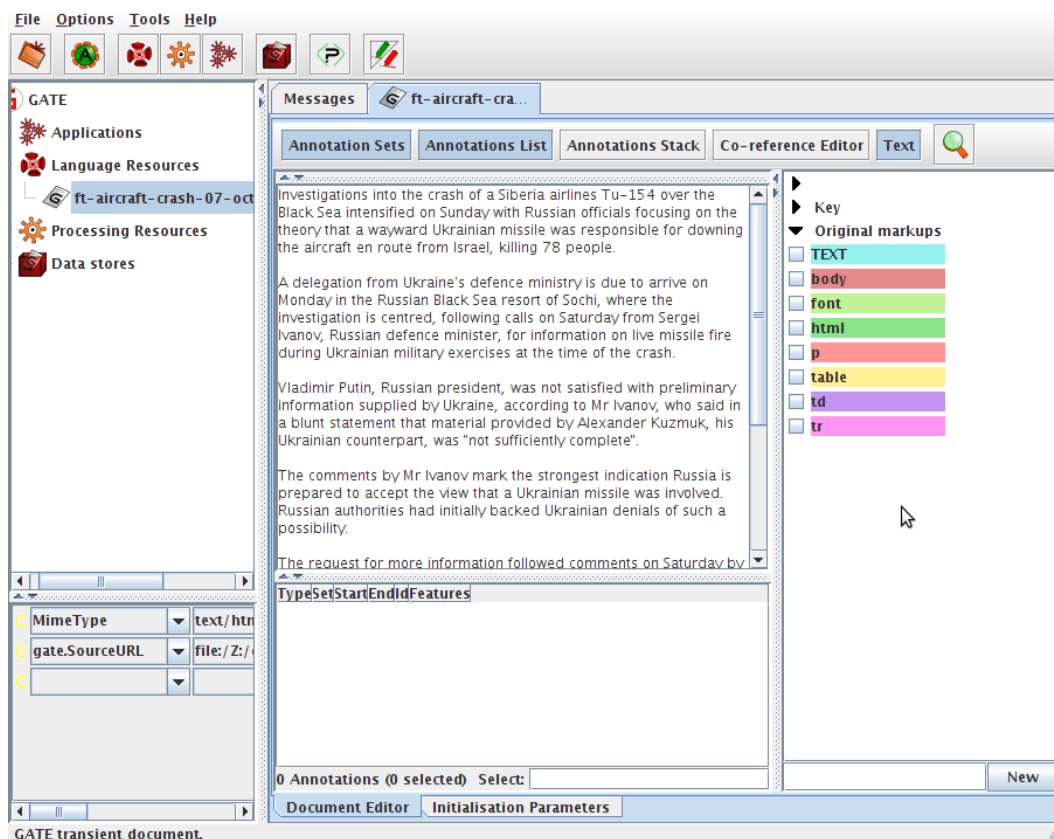 File Options Tools Help
GATE
Applications
Language Resources
ft-aircraft-crash-07-oct
Processing Resources
Data stores
MimeType text/htm
gate.SourceURL file:/Z:/
C
C
C
Messages ft-aircraft-cra...
Annotation Sets Annotations List Annotations Stack Co-reference Editor Text
Investigations into the crash of a Siberia airlines Tu-154 over the
Black Sea intensified on Sunday with Russian officials focusing on the
theory that a wayward Ukrainian missile was responsible for downing
the aircraft en route from Israel, killing 78 people.
A delegation from Ukraine's defence ministry is due to arrive on
Monday in the Russian Black Sea resort of Sochi, where the
investigation is centred, following calls on Saturday from Sergei
Ivanov, Russian defence minister, for information on live missile fire
during Ukrainian military exercises at the time of the crash.
Vladimir Putin, Russian president, was not satisfied with preliminary
information supplied by Ukraine, according to Mr Ivanov, who said in
a blunt statement that material provided by Alexander Kuzmuk, his
Ukrainian counterpart, was "not sufficiently complete".
The comments by Mr Ivanov mark the strongest indication Russia is
prepared to accept the view that a Ukrainian missile was involved.
Russian authorities had initially backed Ukrainian denials of such a
possibility.
The request for more information followed comments on Saturday by
Type Set Start End Id Features
0 Annotations (0 selected) Select:
Document Editor Initialisation Parameters
Key
Original markups
TEXT
body
font
html
p
table
td
tr
New
GATE transient document.